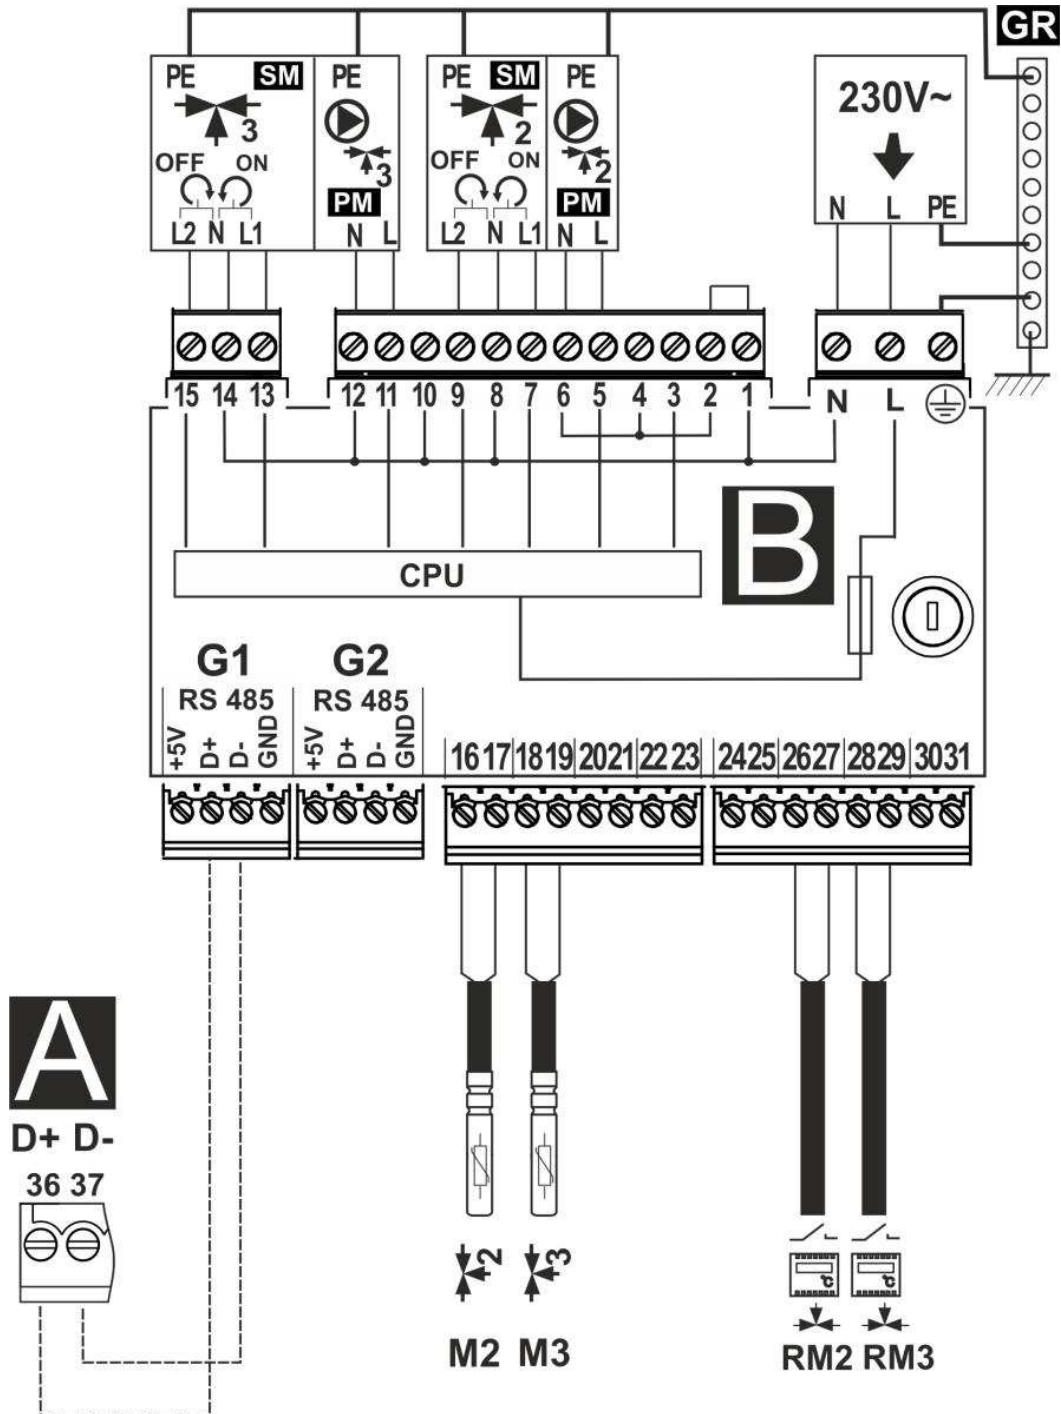 GR
PE SM PE PE SM PE
230V~
3 2
OFF ON 3 OFF ON 2
PM PM
N L PE
L2 N L1 N L L2 N L1 N L
15 14 13 12 11 10 9 8 7 6 5 4 3 2 1 N L
B
CPU
G1 G2
RS 485 RS 485
+5V D+ D- GND +5V D+ D- GND
16 17 18 19 20 21 22 23 24 25 26 27 28 29 30 31
A
D+ D-
36 37
2 3
°C °C
M2 M3 RM2 RM3